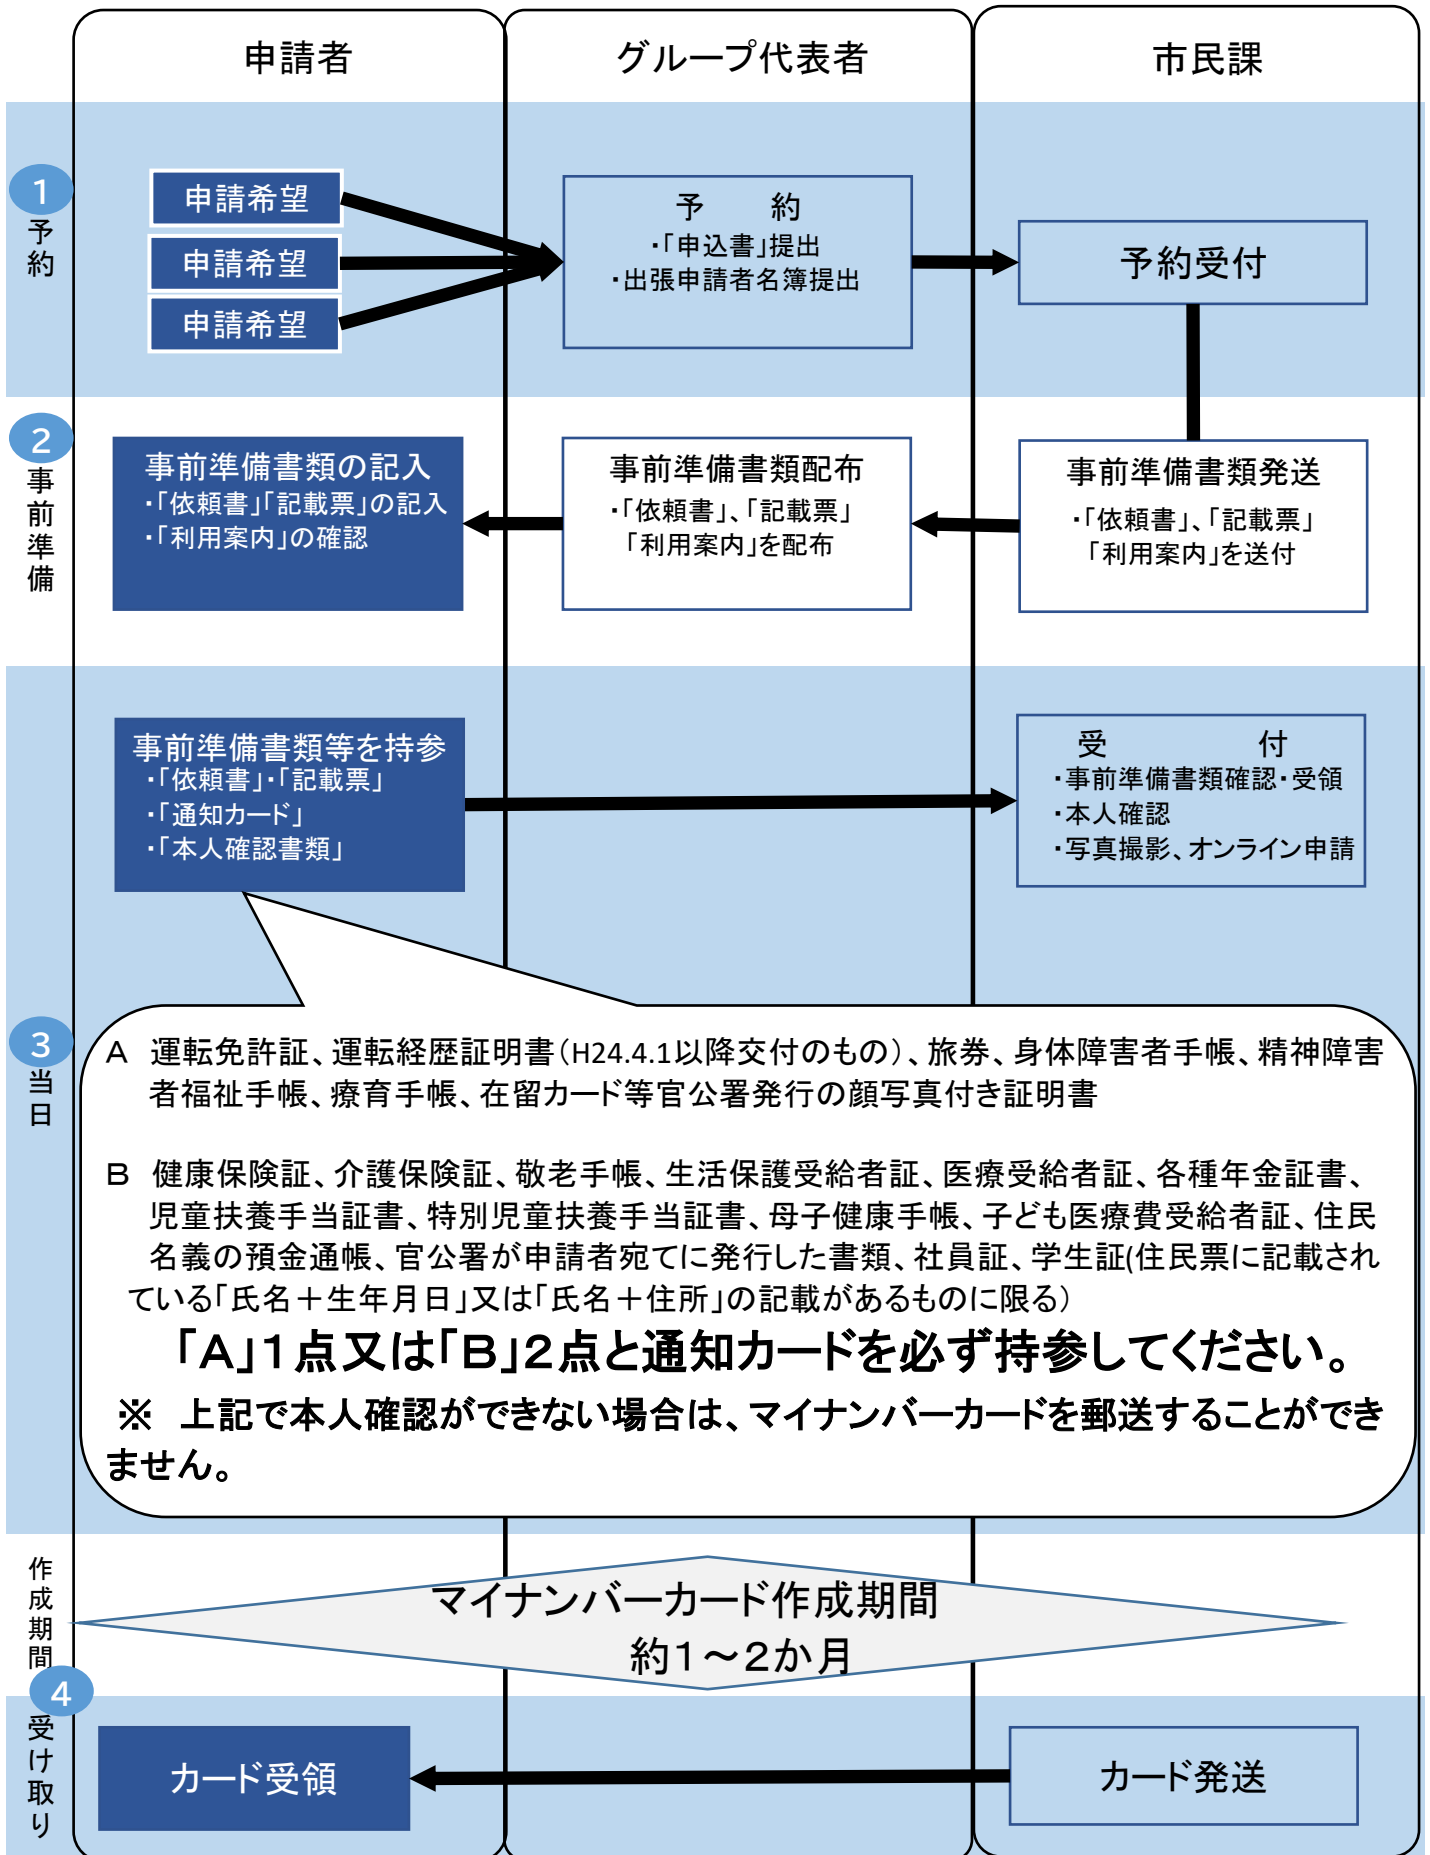 申請者
グループ代表者
市民課
1
予約
申請希望
申請希望
申請希望
予　約
・「申込書」提出
・出張申請者名簿提出
予約受付
2
事前準備
事前準備書類の記入
・「依頼書」「記載票」の記入
・「利用案内」の確認
事前準備書類配布
・「依頼書」、「記載票」
「利用案内」を配布
事前準備書類発送
・「依頼書」、「記載票」
「利用案内」を送付
3
当日
事前準備書類等を持参
・「依頼書」・「記載票」
・「通知カード」
・「本人確認書類」
受　付
・事前準備書類確認・受領
・本人確認
・写真撮影、オンライン申請
A　運転免許証、運転経歴証明書（H24.4.1以降交付のもの）、旅券、身体障害者手帳、精神障害
者福祉手帳、療育手帳、在留カード等官公署発行の顔写真付き証明書
B　健康保険証、介護保険証、敬老手帳、生活保護受給者証、医療受給者証、各種年金証書、
児童扶養手当証書、特別児童扶養手当証書、母子健康手帳、子ども医療費受給者証、住民
名義の預金通帳、官公署が申請者宛てに発行した書類、社員証、学生証(住民票に記載され
ている「氏名＋生年月日」又は「氏名＋住所」の記載があるものに限る）
「A」1点又は「B」2点と通知カードを必ず持参してください。
※　上記で本人確認ができない場合は、マイナンバーカードを郵送することができ
ません。
作成期間
マイナンバーカード作成期間
約1～2か月
4
受け取り
カード受領
カード発送